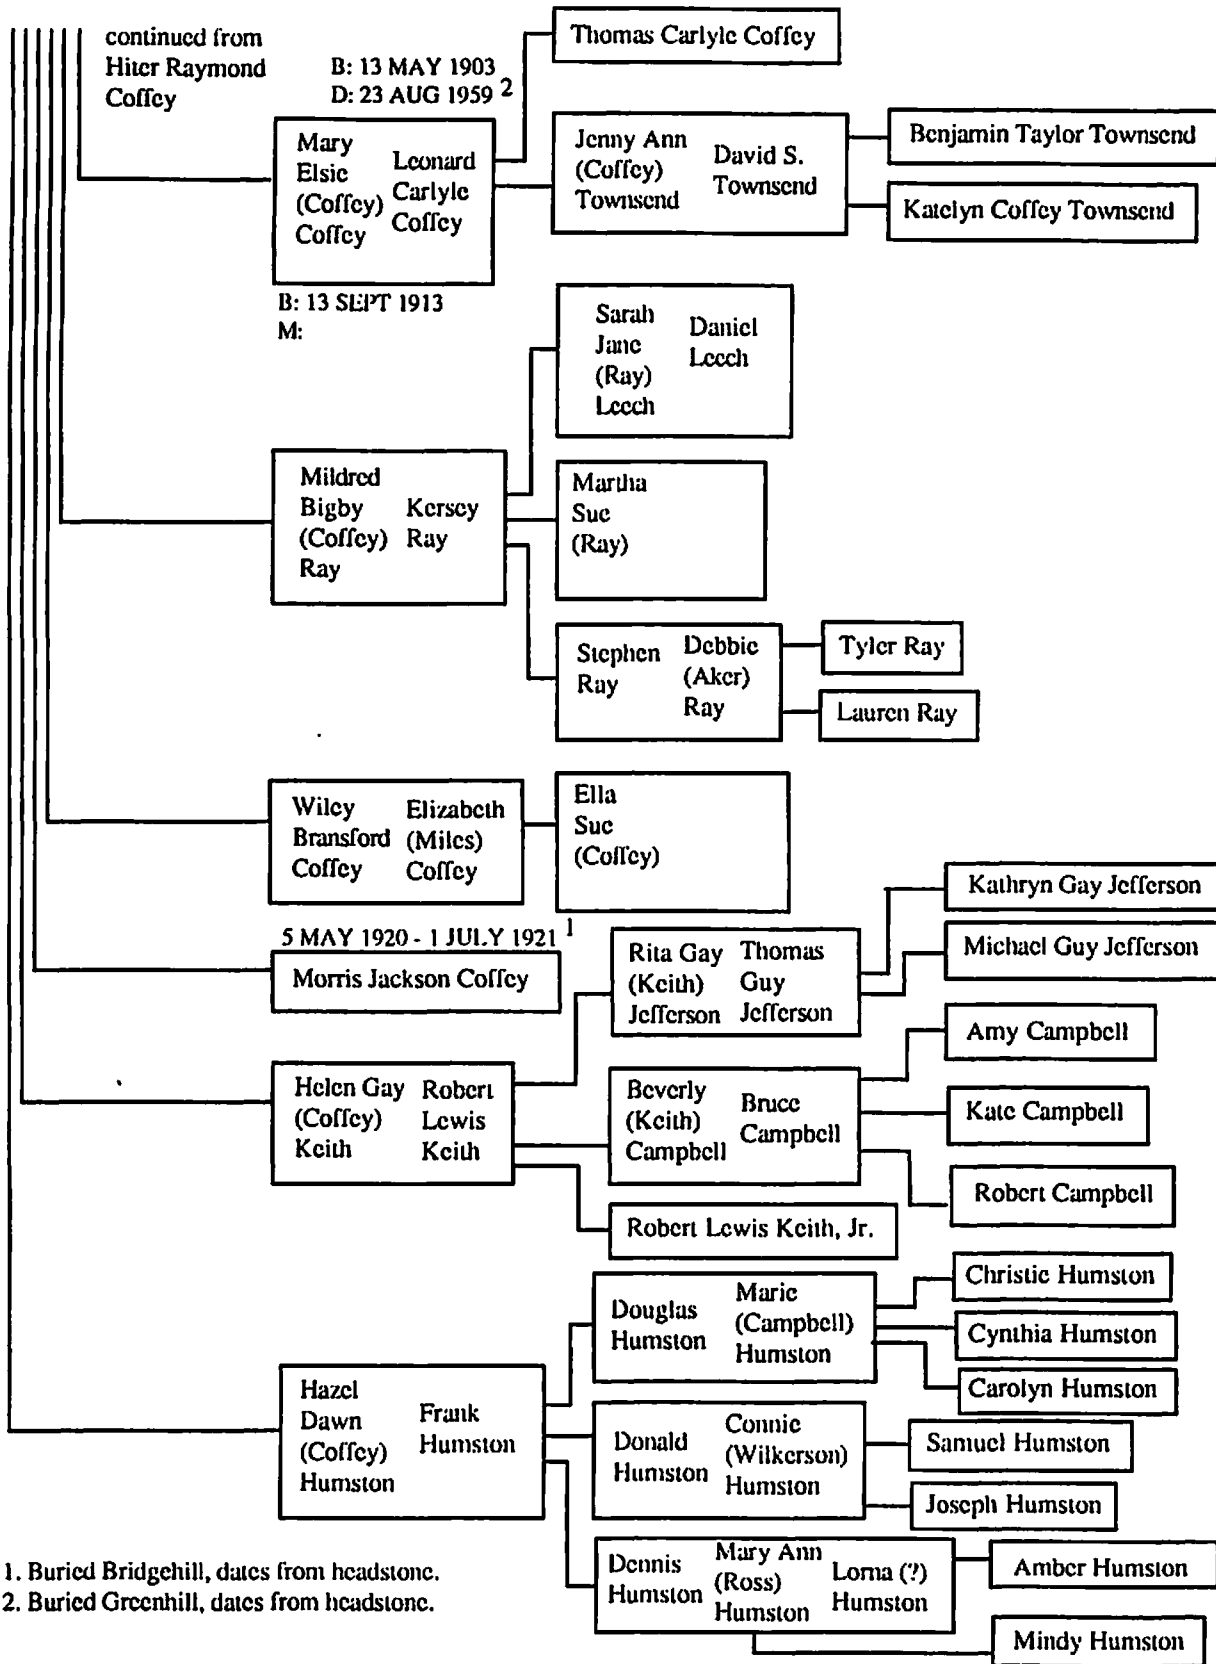 continued from
Hiter Raymond
Coffey
B: 13 MAY 1903
D: 23 AUG 1959 2
Thomas Carlyle Coffey
Mary
Elsie
(Coffey)
Coffey
Leonard
Carlyle
Coffey
B: 13 SEPT 1913
M:
Jenny Ann
(Coffey)
Townsend
David S.
Townsend
Benjamin Taylor Townsend
Katelyn Coffey Townsend
Mildred
Bigby
(Coffey)
Ray
Kersey
Ray
Sarah
Jane
(Ray)
Leech
Daniel
Leech
Martha
Sue
(Ray)
Stephen
Ray
Debbie
(Aker)
Ray
Tyler Ray
Lauren Ray
Wiley
Bransford
Coffey
Elizabeth
(Miles)
Coffey
Ella
Sue
(Coffey)
5 MAY 1920 - 1 JULY 1921 1
Morris Jackson Coffey
Helen Gay
(Coffey)
Keith
Robert
Lewis
Keith
Rita Gay
(Keith)
Jefferson
Thomas
Guy
Jefferson
Kathryn Gay Jefferson
Michael Guy Jefferson
Beverly
(Keith)
Campbell
Bruce
Campbell
Amy Campbell
Kate Campbell
Robert Campbell
Robert Lewis Keith, Jr.
Hazel
Dawn
(Coffey)
Humston
Frank
Humston
Douglas
Humston
Marie
(Campbell)
Humston
Christie Humston
Cynthia Humston
Carolyn Humston
Donald
Humston
Connie
(Wilkerson)
Humston
Samuel Humston
Joseph Humston
Dennis
Humston
Mary Ann
(Ross)
Humston
Lorna (?)
Humston
Amber Humston
Mindy Humston
1. Buried Bridgehill, dates from headstone.
2. Buried Greenhill, dates from headstone.